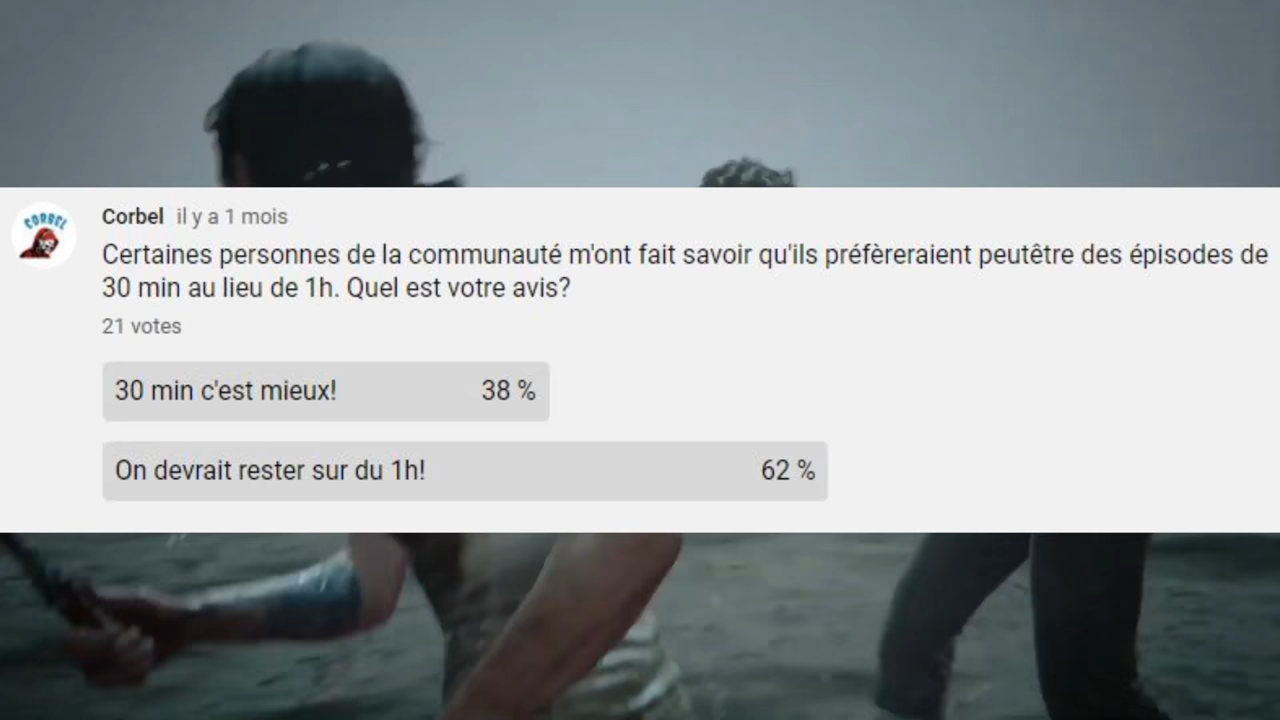 CORBEL
Corbel il y a 1 mois
Certaines personnes de la communauté m'ont fait savoir qu'ils préfèreraient peutêtre des épisodes de
30 min au lieu de 1h. Quel est votre avis?
21 votes
30 min c'est mieux! 38 %
On devrait rester sur du 1h! 62 %